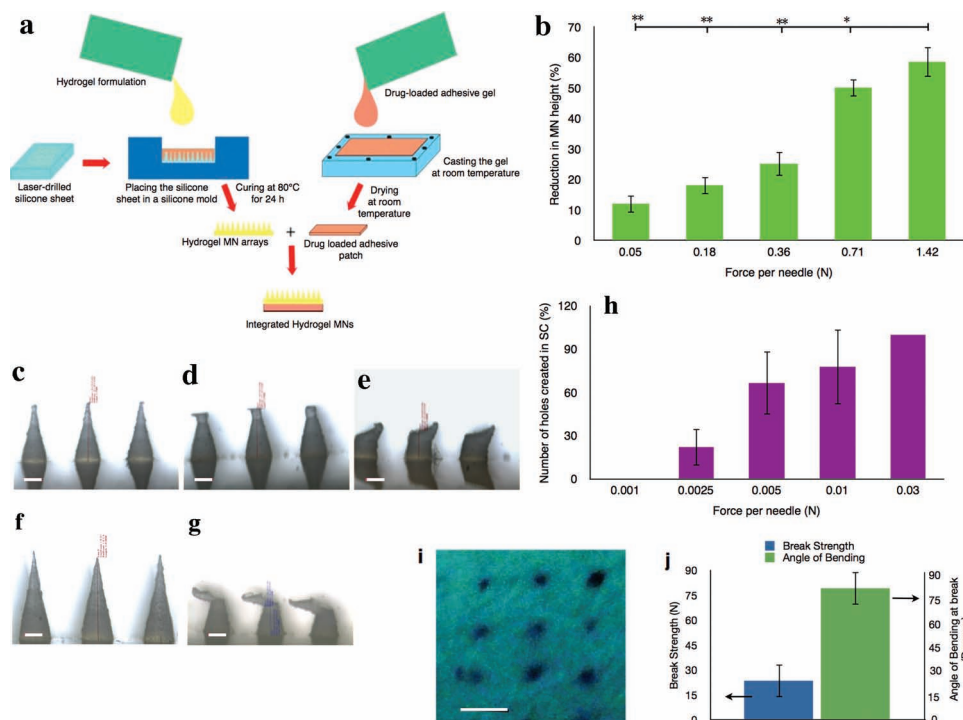 a
Hydrogel formulation
Drug-loaded adhesive gel
Laser-drilled
silicone sheet
Placing the silicone
sheet in a silicone mold
Curing at 80°C
for 24 h
Casting the gel
at room temperature
Drying
at room
temperature
Hydrogel MN arrays
+
Drug loaded adhesive
patch
Integrated Hydrogel MNs
b
** ** ** *
Reduction in MN height (%)
70
60
50
40
30
20
10
0
0.05 0.18 0.36 0.71 1.42
Force per needle (N)
c
d
e
f
g
h
Number of holes created in SC (%)
120
90
60
30
0
0.001 0.0025 0.005 0.01 0.03
Force per needle (N)
i
j
Break Strength
Angle of Bending
Break Strength (N)
90
75
60
45
30
15
0
90
75
60
45
30
15
0
Angle of Bending at break